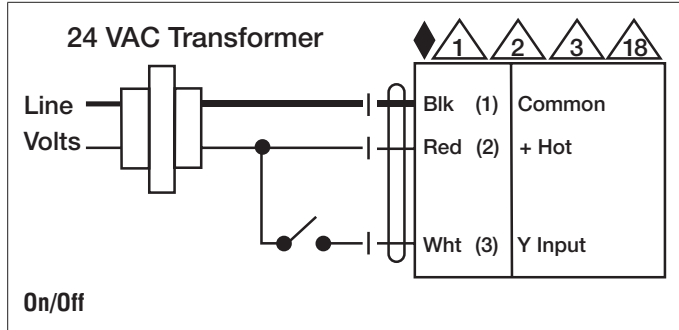 24 VAC Transformer
1 2 3 18
Line
Volts
Blk (1) Common
Red (2) + Hot
Wht (3) Y Input
On/Off